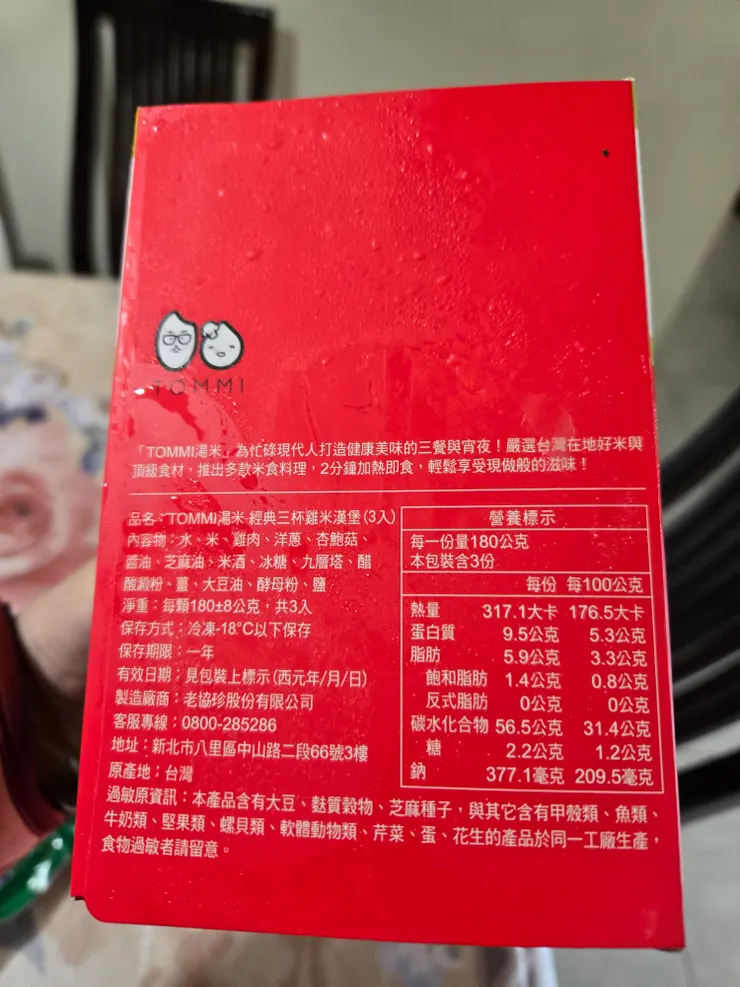 TOMMI
「TOMMI湯米」為忙碌現代人打造健康美味的三餐與宵夜！嚴選台灣在地好米與
頂級食材，推出多款米食料理，2分鐘加熱即食，輕鬆享受現做般的滋味！
品名：TOMMI湯米-經典三杯雞米漢堡(3入)
內容物：水、米、雞肉、洋蔥、杏鮑菇、
醬油、芝麻油、米酒、冰糖、九層塔、醋
酸澱粉、薑、大豆油、酵母粉、鹽
淨重：每顆180±8公克，共3入
保存方式：冷凍-18°C以下保存
保存期限：一年
有效日期：見包裝上標示(西元年/月/日)
製造廠商：老協珍股份有限公司
客服專線：0800-285286
地址：新北市八里區中山路二段66號3樓
原產地：台灣
營養標示
每一份量180公克
本包裝含3份
每份 每100公克
熱量 317.1大卡 176.5大卡
蛋白質 9.5公克 5.3公克
脂肪 5.9公克 3.3公克
飽和脂肪 1.4公克 0.8公克
反式脂肪 0公克 0公克
碳水化合物 56.5公克 31.4公克
糖 2.2公克 1.2公克
鈉 377.1毫克 209.5毫克
過敏原資訊：本產品含有大豆、麩質穀物、芝麻種子，與其它含有甲殼類、魚類、
牛奶類、堅果類、螺貝類、軟體動物類、芹菜、蛋、花生的產品於同一工廠生產，
食物過敏者請留意。